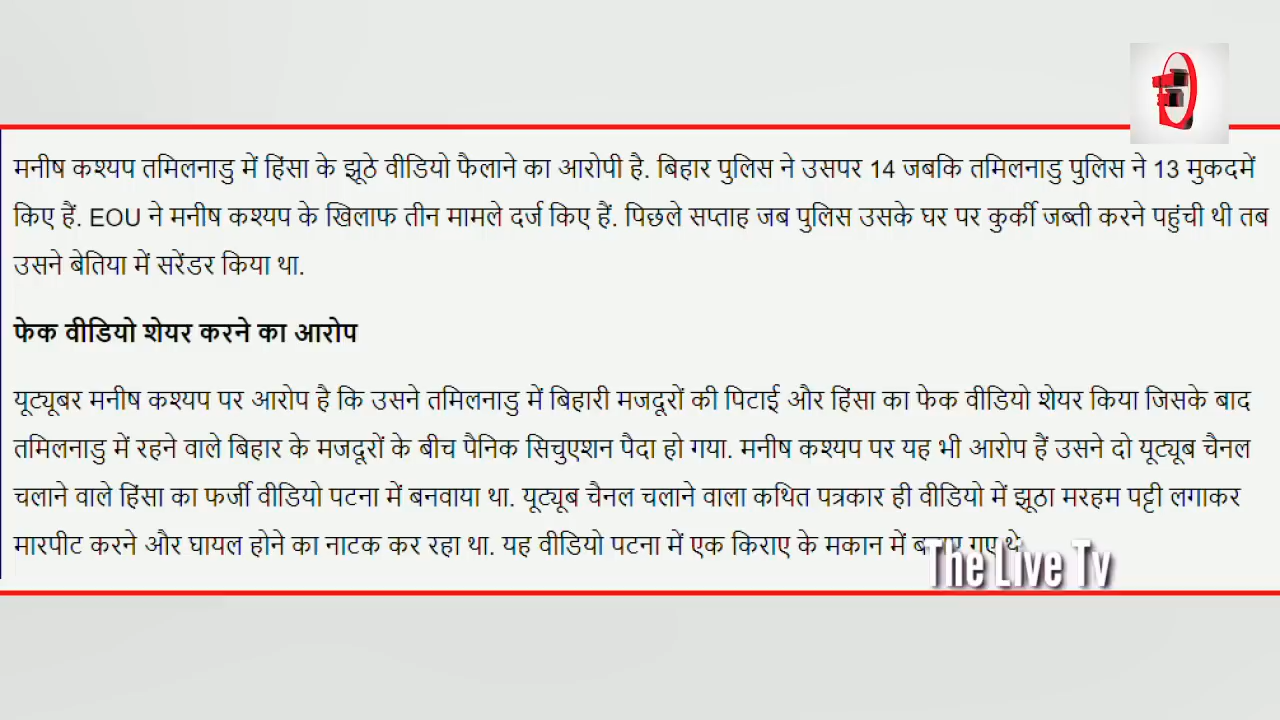 मनीष कश्यप तमिलनाडु में हिंसा के झूठे वीडियो फैलाने का आरोपी है. बिहार पुलिस ने उसपर 14 जबकि तमिलनाडु पुलिस ने 13 मुकदमें
किए हैं. EOU ने मनीष कश्यप के खिलाफ तीन मामले दर्ज किए हैं. पिछले सप्ताह जब पुलिस उसके घर पर कुर्की जब्ती करने पहुंची थी तब
उसने बेतिया में सरेंडर किया था.
फेक वीडियो शेयर करने का आरोप
यूट्यूबर मनीष कश्यप पर आरोप है कि उसने तमिलनाडु में बिहारी मजदूरों की पिटाई और हिंसा का फेक वीडियो शेयर किया जिसके बाद
तमिलनाडु में रहने वाले बिहार के मजदूरों के बीच पैनिक सिचुएशन पैदा हो गया. मनीष कश्यप पर यह भी आरोप हैं उसने दो यूट्यूब चैनल
चलाने वाले हिंसा का फर्जी वीडियो पटना में बनवाया था. यूट्यूब चैनल चलाने वाला कथित पत्रकार ही वीडियो में झूठा मरहम पट्टी लगाकर
मारपीट करने और घायल होने का नाटक कर रहा था. यह वीडियो पटना में एक किराए के मकान में बनाए गए थे
The Live Tv